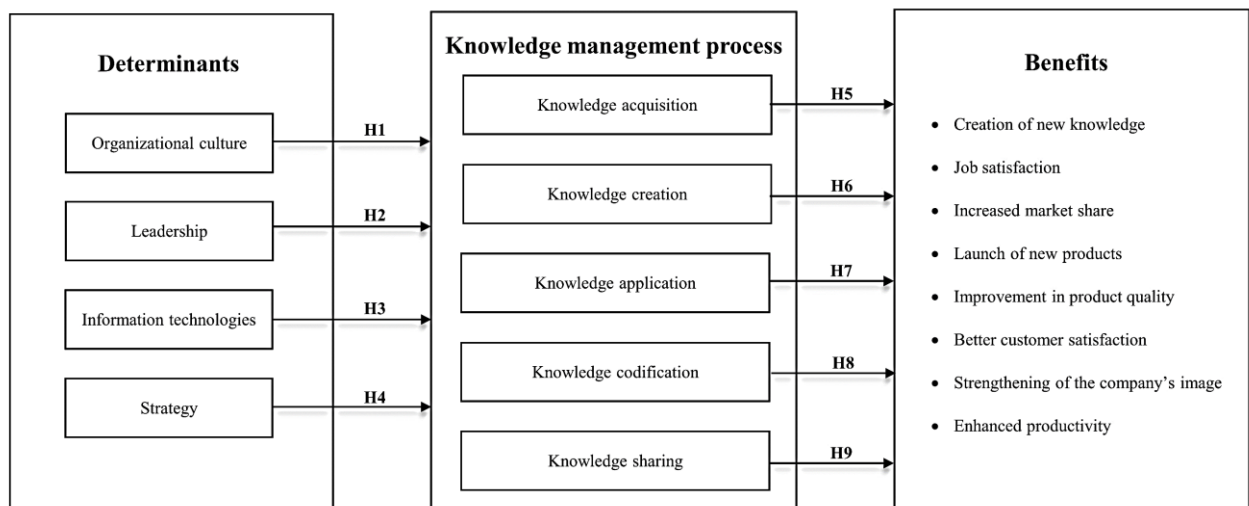 Determinants
Organizational culture
Leadership
Information technologies
Strategy
H1
H2
H3
H4
Knowledge management process
Knowledge acquisition
Knowledge creation
Knowledge application
Knowledge codification
Knowledge sharing
H5
H6
H7
H8
H9
Benefits
• Creation of new knowledge
• Job satisfaction
• Increased market share
• Launch of new products
• Improvement in product quality
• Better customer satisfaction
• Strengthening of the company’s image
• Enhanced productivity